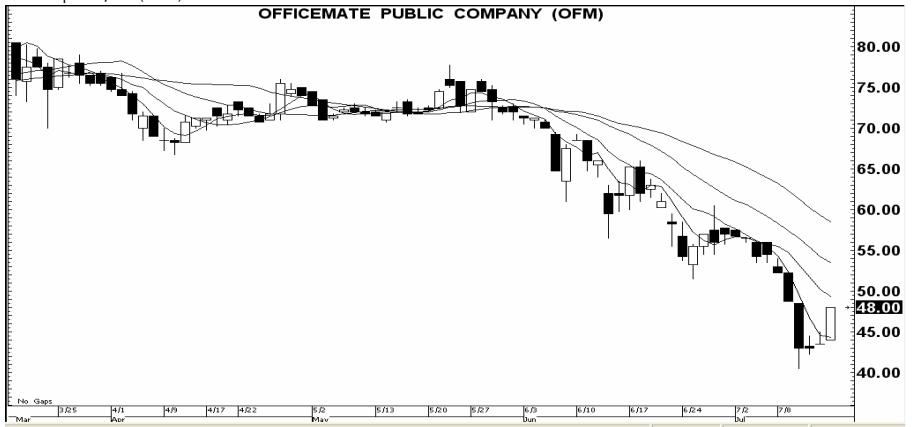 OFFICEMATE PUBLIC COMPANY (OFM)
80.00
75.00
70.00
65.00
60.00
55.00
50.00
48.00
45.00
40.00
No Gaps
3/25 4/1 4/9 4/17 4/22 5/2 5/13 5/20 5/27 6/3 6/10 6/17 6/24 7/2 7/8
Mar Apr May Jun Jul